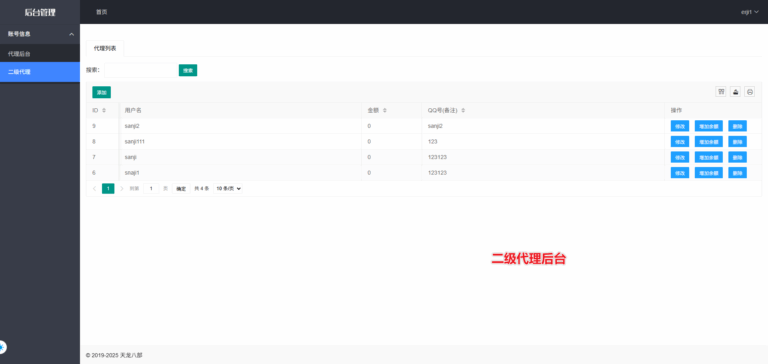 后台管理
首页
erji1
账号信息
代理后台
二级代理
代理列表
搜索:
搜索
添加
ID 用户名 金额 QQ号(备注) 操作
9 sanji2 0 sanji2 修改 增加余额 删除
8 sanji111 0 123 修改 增加余额 删除
7 sanji 0 123123 修改 增加余额 删除
6 snaji1 0 123123 修改 增加余额 删除
1 到第 1 页 确定 共 4 条 10 条/页
二级代理后台
© 2019-2025 天龙八部